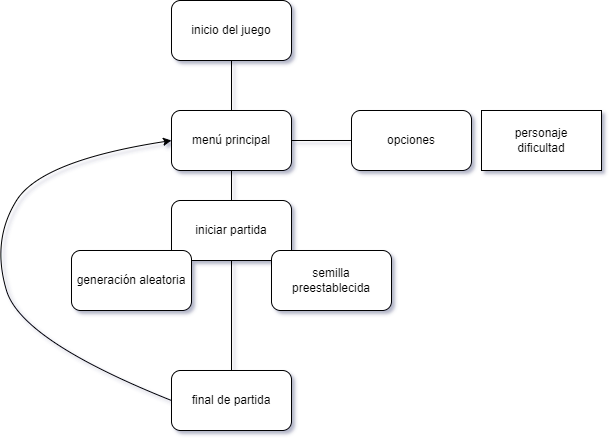 inicio del juego
menú principal
opciones
personaje
dificultad
iniciar partida
generación aleatoria
semilla
preestablecida
final de partida